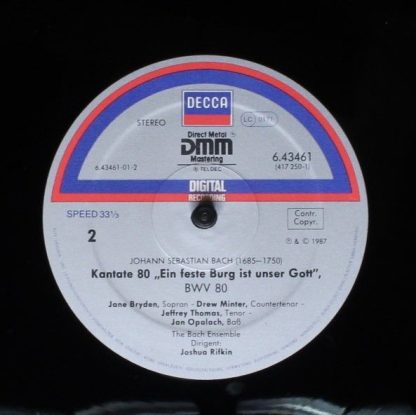 DECCA
STEREO
LC 0171
Direct Metal
DMM
Mastering
℗ TELDEC
6.43461-01-2
6.43461
(417 250-1)
DIGITAL
RECORDING
SPEED 33⅓
Contr.
Copyr.
2
℗ & © 1987
JOHANN SEBASTIAN BACH (1685—1750)
Kantate 80 „Ein feste Burg ist unser Gott",
BWV 80
Jane Bryden, Sopran - Drew Minter, Countertenor -
Jeffrey Thomas, Tenor -
Jan Opalach, Baß
The Bach Ensemble
Dirigent:
Joshua Rifkin